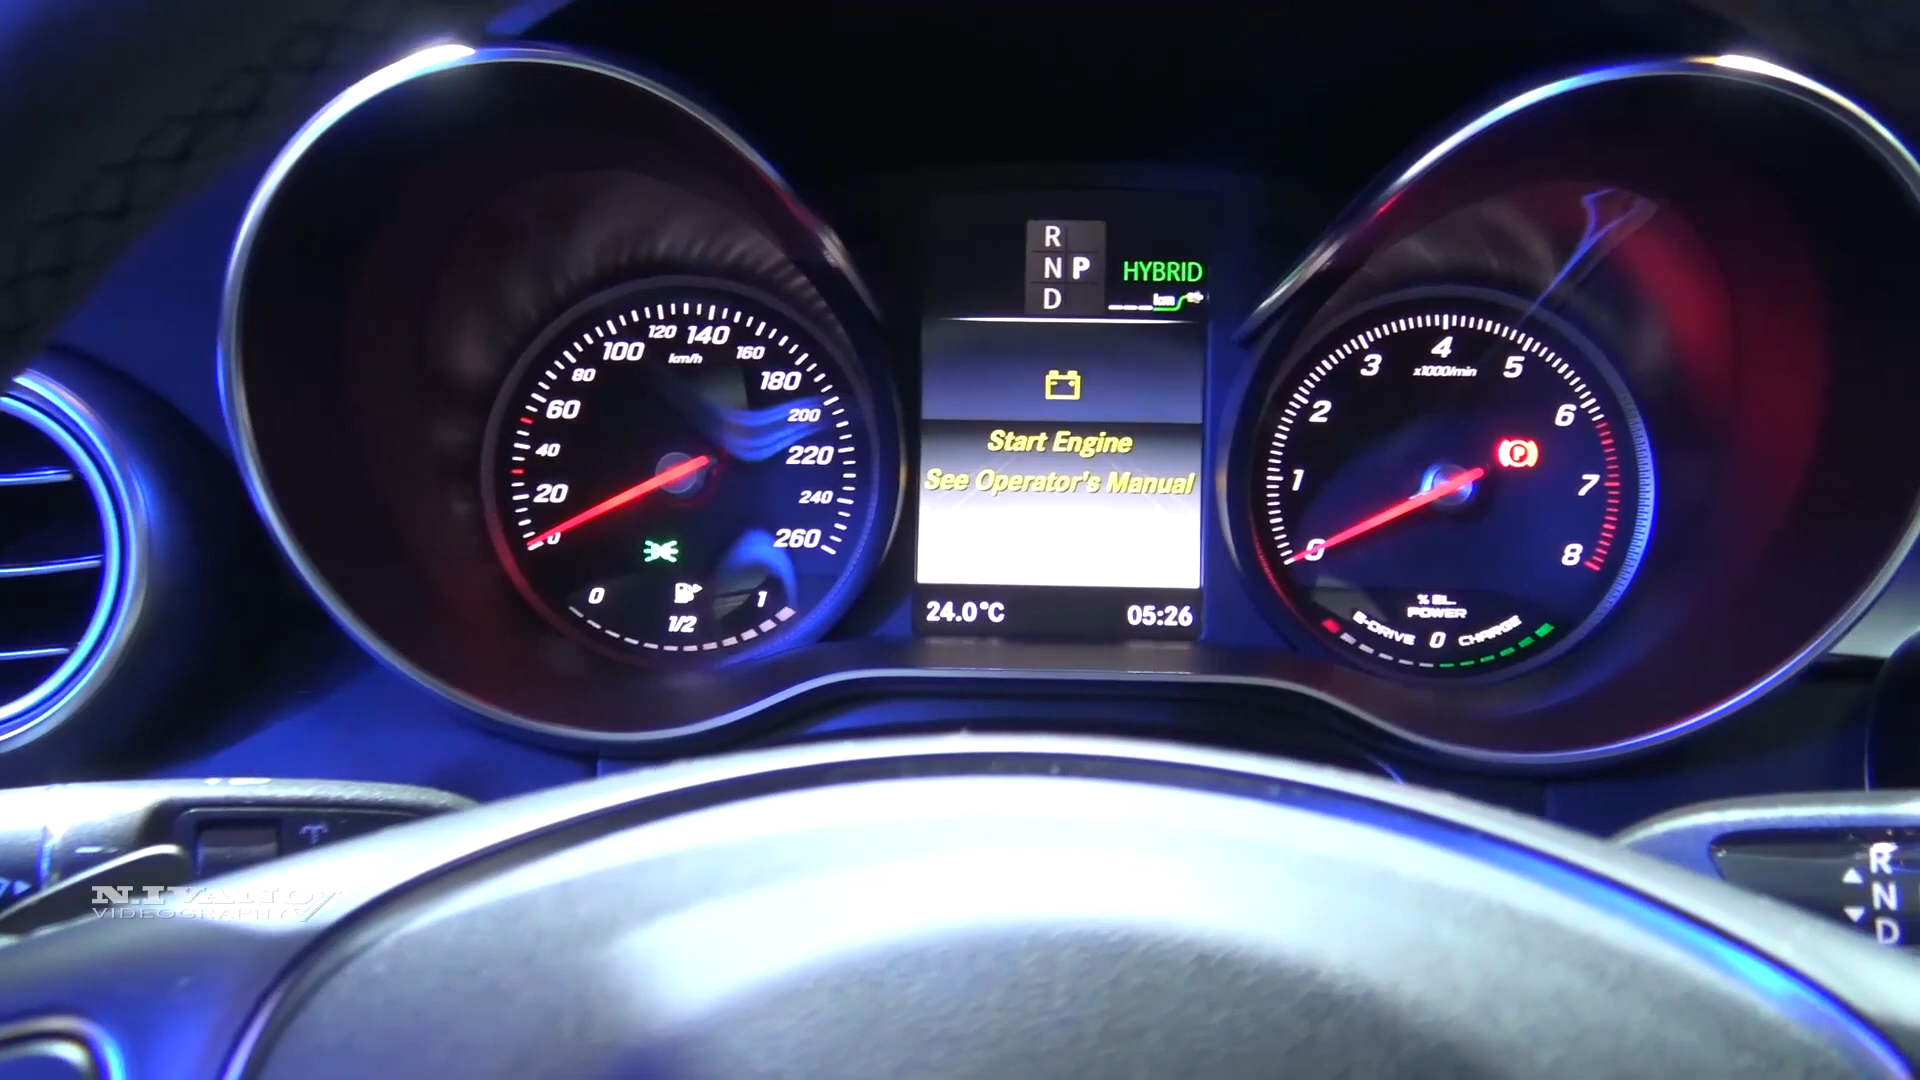 R
N P
D
HYBRID
km
Start Engine
See Operator's Manual
24.0°C
05:26
0
20
40
60
80
100
120
140
160
180
200
220
240
260
km/h
0
1/2
1
0
1
2
3
4
5
6
7
8
x1000/min
P
% EL.
POWER
E-DRIVE 0 CHARGE
R
N
D
N.IVANOV
VIDEOGRAPHY